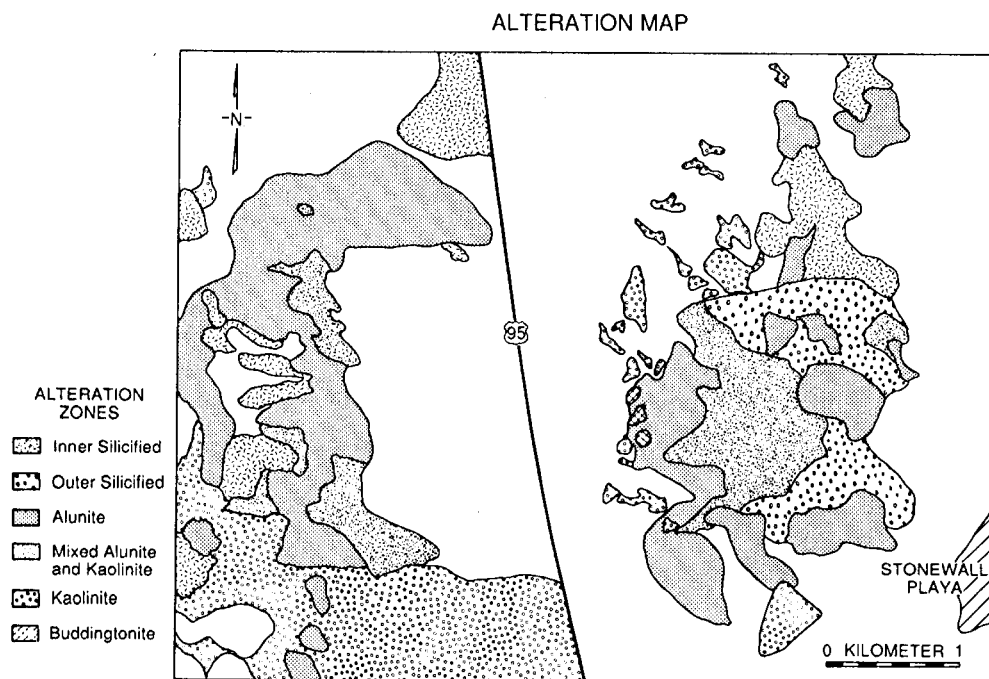 ALTERATION MAP
-N-
95
ALTERATION
ZONES
Inner Silicified
Outer Silicified
Alunite
Mixed Alunite
and Kaolinite
Kaolinite
Buddingtonite
STONEWALL
PLAYA
0 KILOMETER 1